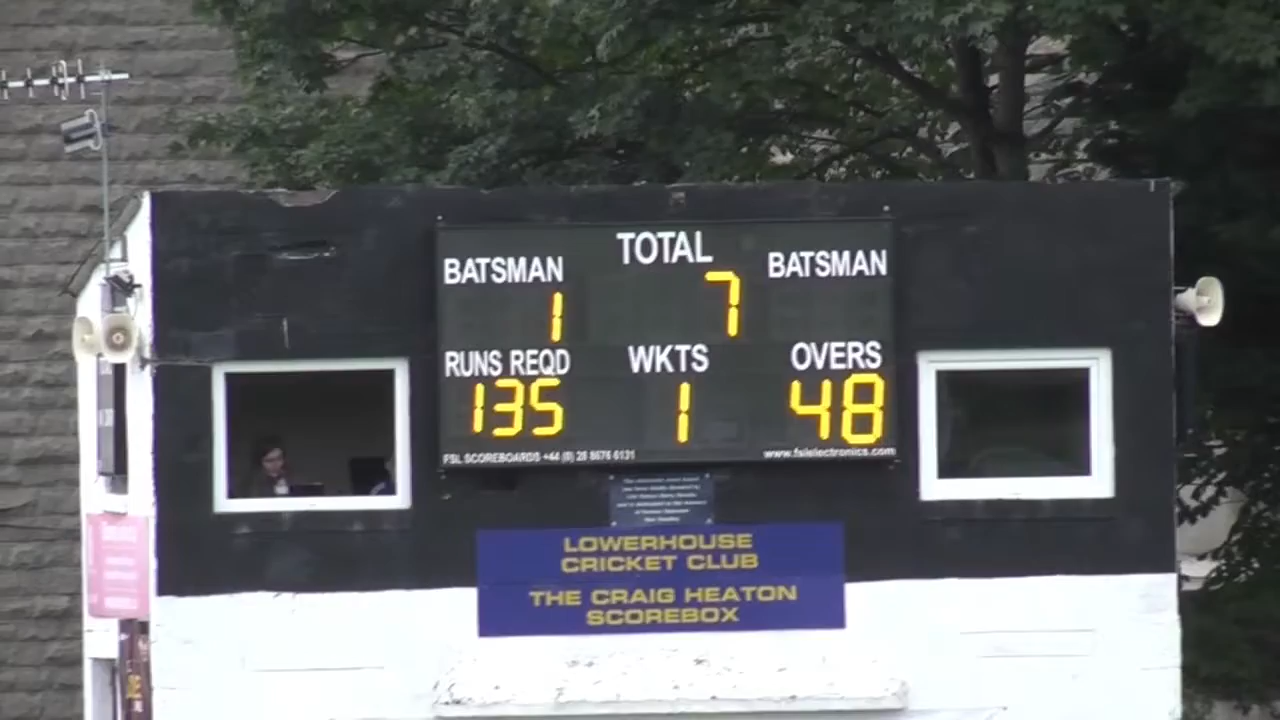 TOTAL
BATSMAN BATSMAN
1 7
RUNS REQD WKTS OVERS
135 1 48
FSL SCOREBOARDS +44 (0) 28 8676 6131 www.fslelectronics.com
LOWERHOUSE
CRICKET CLUB
THE CRAIG HEATON
SCOREBOX